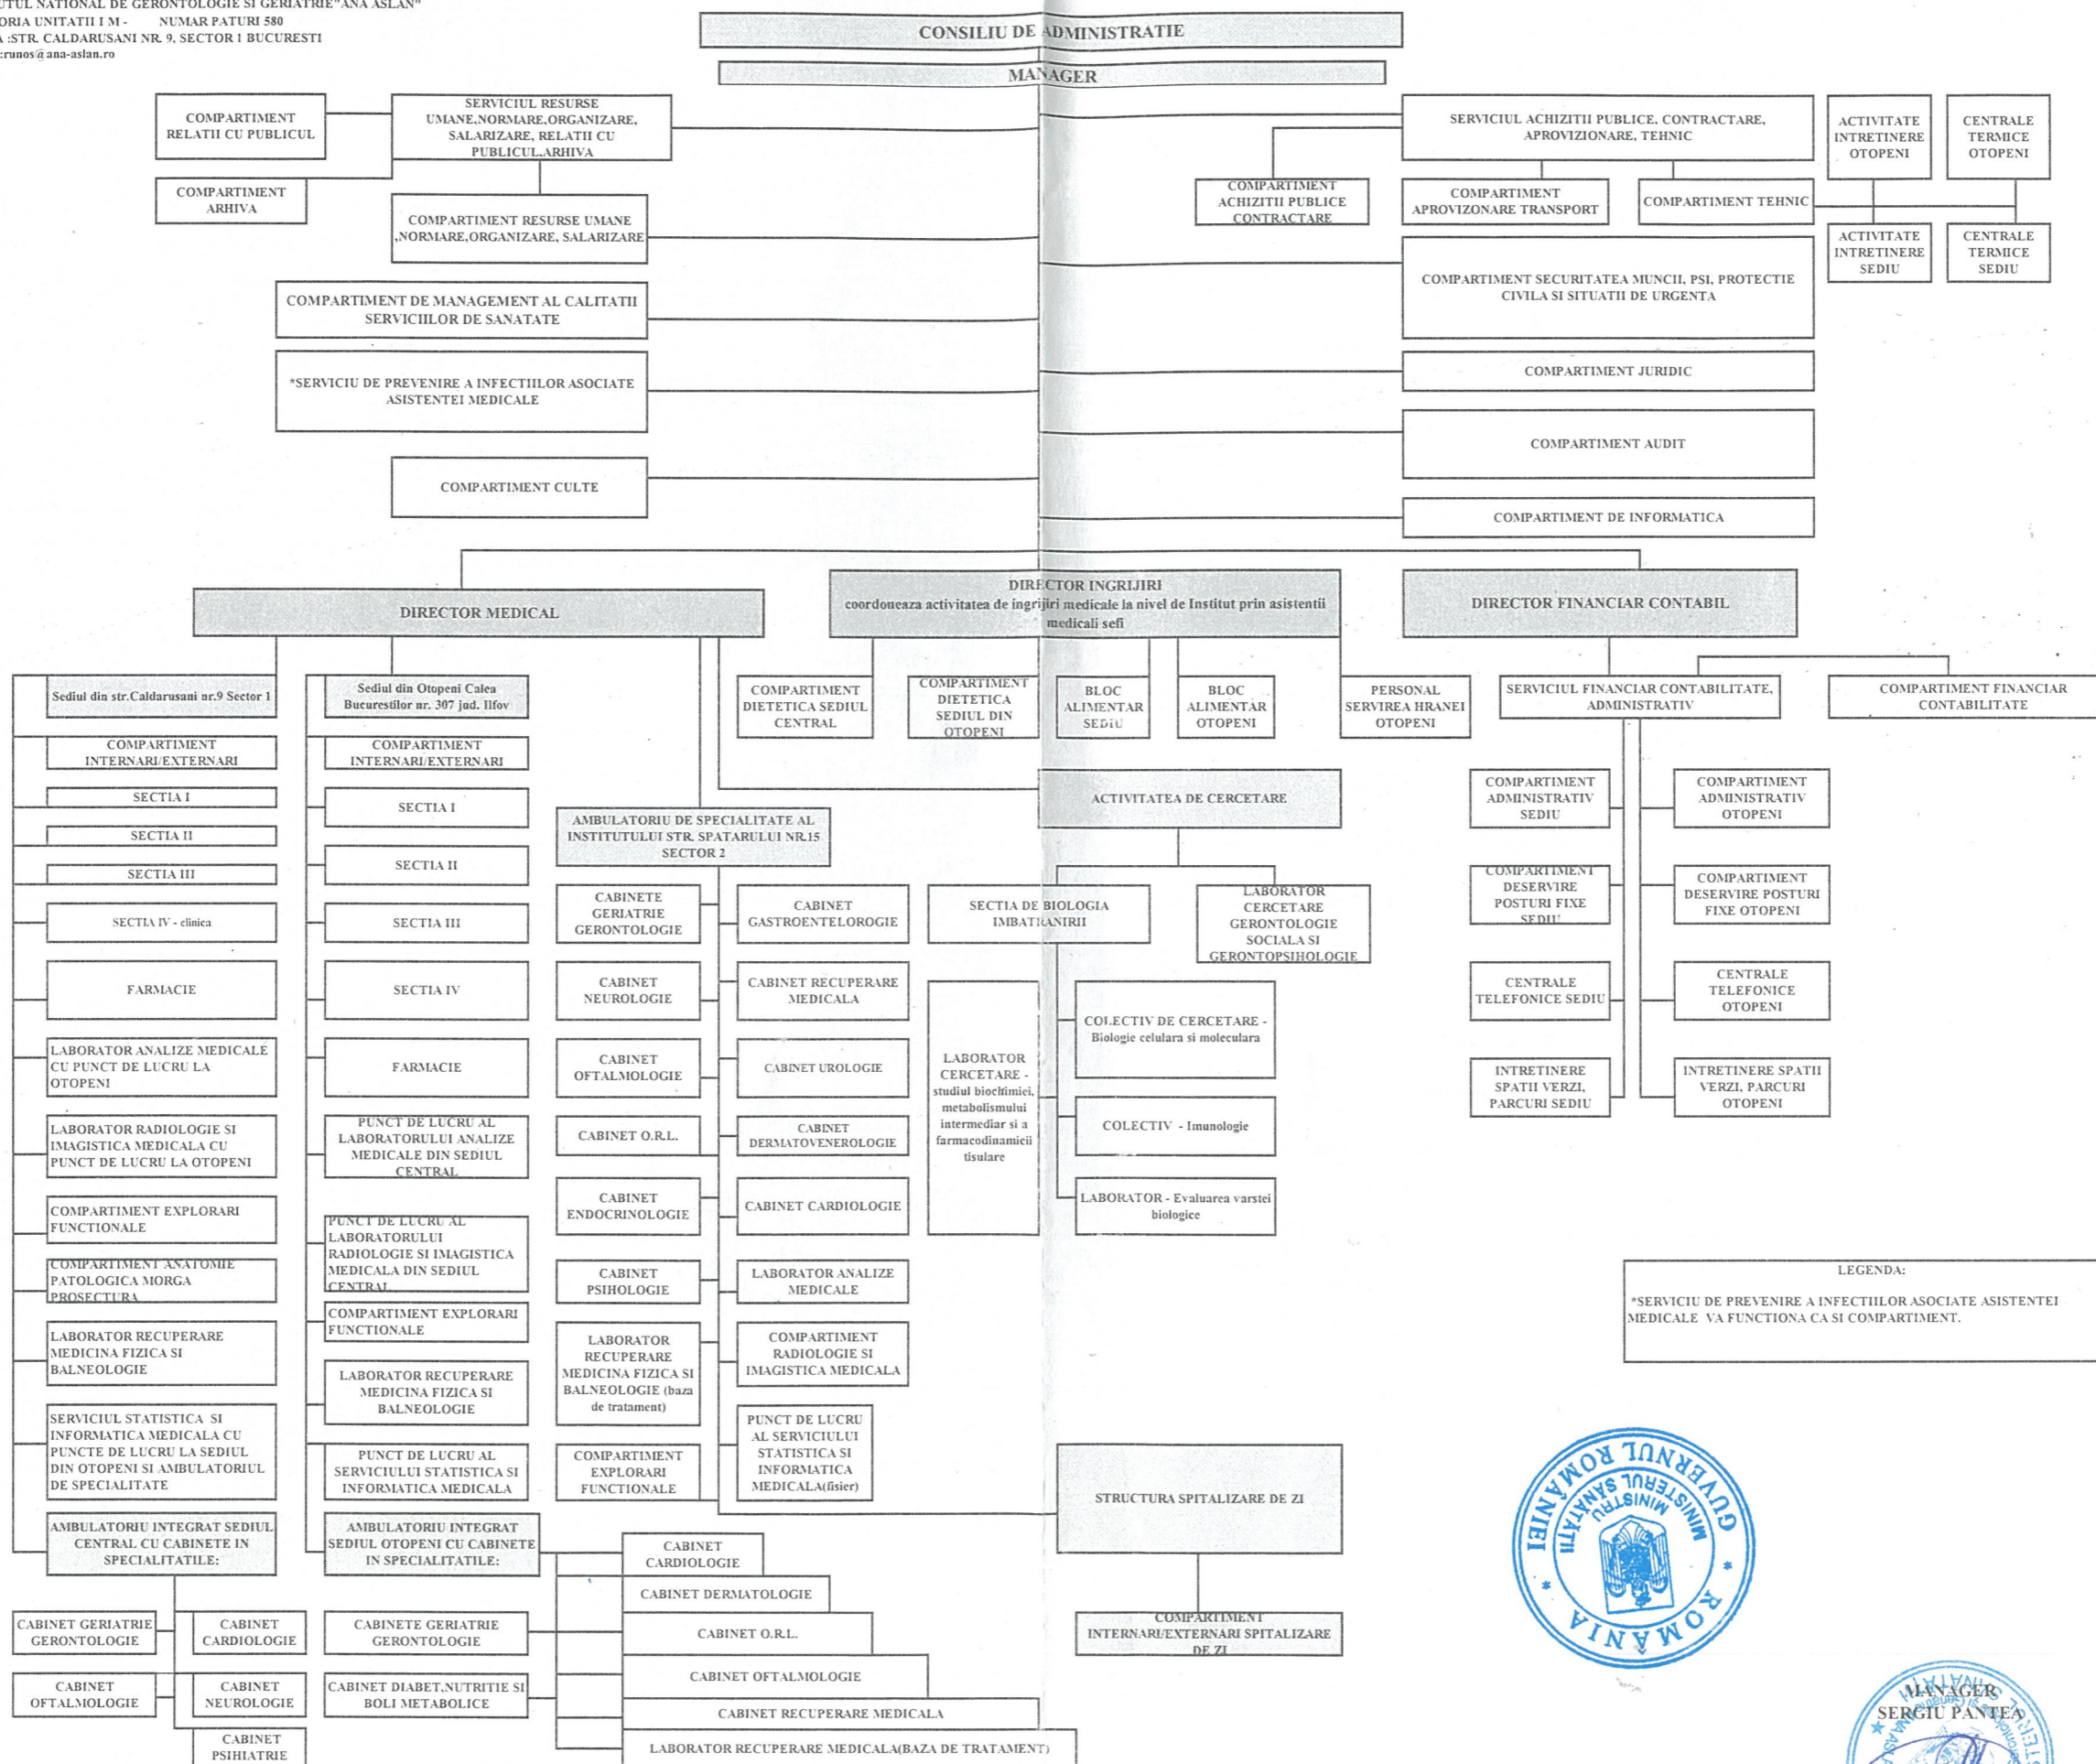 DE GERONTOLOGIE SI GERIATRIE"ANA ASLAN"
UNITATII I M - NUMAR PATURI 580
:STR. CALDARUSANI NR. 9, SECTOR 1 BUCURESTI
:runos@ana-aslan.ro
CONSILIU DE ADMINISTRATIE
MANAGER
COMPARTIMENT
RELATII CU PUBLICUL
SERVICIUL RESURSE
UMANE,NORMARE,ORGANIZARE,
SALARIZARE, RELATII CU
PUBLICUL,ARHIVA
SERVICIUL ACHIZITII PUBLICE, CONTRACTARE,
APROVIZIONARE, TEHNIC
ACTIVITATE
INTRETINERE
OTOPENI
CENTRALE
TERMICE
OTOPENI
COMPARTIMENT
ARHIVA
COMPARTIMENT RESURSE UMANE
,NORMARE,ORGANIZARE, SALARIZARE
COMPARTIMENT
ACHIZITII PUBLICE
CONTRACTARE
COMPARTIMENT
APROVIZONARE TRANSPORT
COMPARTIMENT TEHNIC
ACTIVITATE
INTRETINERE
SEDIU
CENTRALE
TERMICE
SEDIU
COMPARTIMENT DE MANAGEMENT AL CALITATII
SERVICIILOR DE SANATATE
COMPARTIMENT SECURITATEA MUNCII, PSI, PROTECTIE
CIVILA SI SITUATII DE URGENTA
*SERVICIU DE PREVENIRE A INFECTIILOR ASOCIATE
ASISTENTEI MEDICALE
COMPARTIMENT JURIDIC
COMPARTIMENT AUDIT
COMPARTIMENT CULTE
COMPARTIMENT DE INFORMATICA
DIRECTOR MEDICAL
DIRECTOR INGRIJIRI
coordoneaza activitatea de ingrijiri medicale la nivel de Institut prin asistentii
medicali sefi
DIRECTOR FINANCIAR CONTABIL
Sediul din str.Caldarusani nr.9 Sector 1
Sediul din Otopeni Calea
Bucurestilor nr. 307 jud. Ilfov
COMPARTIMENT
DIETETICA SEDIUL
CENTRAL
COMPARTIMENT
DIETETICA
SEDIUL DIN
OTOPENI
BLOC
ALIMENTAR
SEDIU
BLOC
ALIMENTAR
OTOPENI
PERSONAL
SERVIREA HRANEI
OTOPENI
SERVICIUL FINANCIAR CONTABILITATE,
ADMINISTRATIV
COMPARTIMENT FINANCIAR
CONTABILITATE
COMPARTIMENT
INTERNARI/EXTERNARI
SECTIA I
SECTIA II
SECTIA III
SECTIA IV - clinica
FARMACIE
LABORATOR ANALIZE MEDICALE
CU PUNCT DE LUCRU LA
OTOPENI
LABORATOR RADIOLOGIE SI
IMAGISTICA MEDICALA CU
PUNCT DE LUCRU LA OTOPENI
COMPARTIMENT EXPLORARI
FUNCTIONALE
COMPARTIMENT ANATOMIE
PATOLOGICA MORGA
PROSECTURA
LABORATOR RECUPERARE
MEDICINA FIZICA SI
BALNEOLOGIE
SERVICIUL STATISTICA SI
INFORMATICA MEDICALA CU
PUNCTE DE LUCRU LA SEDIUL
DIN OTOPENI SI AMBULATORIUL
DE SPECIALITATE
AMBULATORIU INTEGRAT SEDIUL
CENTRAL CU CABINETE IN
SPECIALITATILE:
CABINET GERIATRIE
GERONTOLOGIE
CABINET
CARDIOLOGIE
CABINET
OFTALMOLOGIE
CABINET
NEUROLOGIE
CABINET
PSIHIATRIE
COMPARTIMENT
INTERNARI/EXTERNARI
SECTIA I
SECTIA II
SECTIA III
SECTIA IV
FARMACIE
PUNCT DE LUCRU AL
LABORATORULUI ANALIZE
MEDICALE DIN SEDIUL
CENTRAL
PUNCT DE LUCRU AL
LABORATORULUI
RADIOLOGIE SI IMAGISTICA
MEDICALA DIN SEDIUL
CENTRAL
COMPARTIMENT EXPLORARI
FUNCTIONALE
LABORATOR RECUPERARE
MEDICINA FIZICA SI
BALNEOLOGIE
PUNCT DE LUCRU AL
SERVICIULUI STATISTICA SI
INFORMATICA MEDICALA
AMBULATORIU INTEGRAT
SEDIUL OTOPENI CU CABINETE
IN SPECIALITATILE:
CABINETE GERIATRIE
GERONTOLOGIE
CABINET DIABET,NUTRITIE SI
BOLI METABOLICE
CABINET
CARDIOLOGIE
CABINET DERMATOLOGIE
CABINET O.R.L.
CABINET OFTALMOLOGIE
CABINET RECUPERARE MEDICALA
LABORATOR RECUPERARE MEDICALA(BAZA DE TRATAMENT)
AMBULATORIU DE SPECIALITATE AL
INSTITUTULUI STR. SPATARULUI NR.15
SECTOR 2
CABINETE
GERIATRIE
GERONTOLOGIE
CABINET
GASTROENTELOROGIE
CABINET
NEUROLOGIE
CABINET RECUPERARE
MEDICALA
CABINET
OFTALMOLOGIE
CABINET UROLOGIE
CABINET O.R.L.
CABINET
DERMATOVENEROLOGIE
CABINET
ENDOCRINOLOGIE
CABINET CARDIOLOGIE
CABINET
PSIHOLOGIE
LABORATOR ANALIZE
MEDICALE
LABORATOR
RECUPERARE
MEDICINA FIZICA SI
BALNEOLOGIE (baza
de tratament)
COMPARTIMENT
RADIOLOGIE SI
IMAGISTICA MEDICALA
COMPARTIMENT
EXPLORARI
FUNCTIONALE
PUNCT DE LUCRU
AL SERVICIULUI
STATISTICA SI
INFORMATICA
MEDICALA(fisier)
ACTIVITATEA DE CERCETARE
SECTIA DE BIOLOGIA
IMBATRANIRII
LABORATOR
CERCETARE
GERONTOLOGIE
SOCIALA SI
GERONTOPSIHOLOGIE
LABORATOR
CERCETARE -
studiul biochimiei,
metabolismului
intermediar si a
farmacodinamicii
tisulare
COLECTIV DE CERCETARE -
Biologie celulara si moleculara
COLECTIV - Imunologie
LABORATOR - Evaluarea varstei
biologice
STRUCTURA SPITALIZARE DE ZI
COMPARTIMENT
INTERNARI/EXTERNARI SPITALIZARE
DE ZI
COMPARTIMENT
ADMINISTRATIV
SEDIU
COMPARTIMENT
ADMINISTRATIV
OTOPENI
COMPARTIMENT
DESERVIRE
POSTURI FIXE
SEDIU
COMPARTIMENT
DESERVIRE POSTURI
FIXE OTOPENI
CENTRALE
TELEFONICE SEDIU
CENTRALE
TELEFONICE
OTOPENI
INTRETINERE
SPATII VERZI,
PARCURI SEDIU
INTRETINERE SPATII
VERZI, PARCURI
OTOPENI
LEGENDA:
*SERVICIU DE PREVENIRE A INFECTIILOR ASOCIATE ASISTENTEI
MEDICALE VA FUNCTIONA CA SI COMPARTIMENT.
* ROMÂNIA * GUVERNUL ROMÂNIEI
MINISTERUL SĂNĂTĂȚII
MINISTRU
MANAGER
SERGIU PANTEA